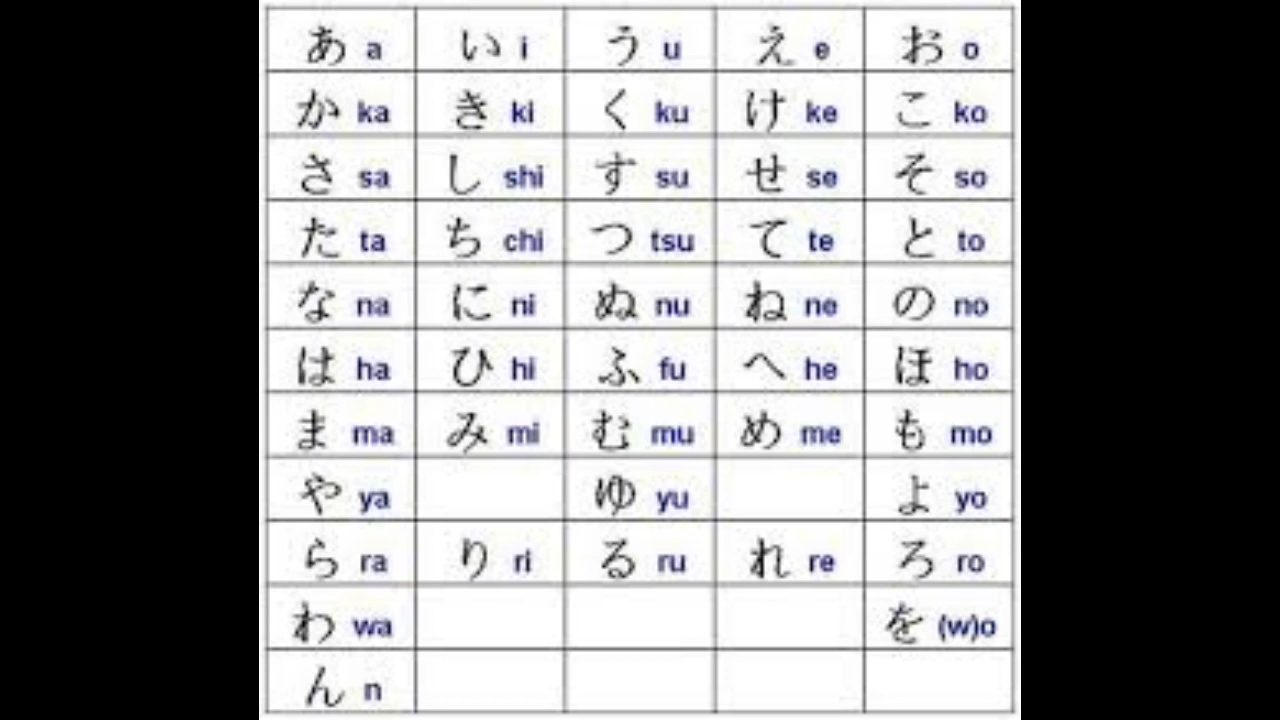 あ a い i う u え e お o
か ka き ki く ku け ke こ ko
さ sa し shi す su せ se そ so
た ta ち chi つ tsu て te と to
な na に ni ぬ nu ね ne の no
は ha ひ hi ふ fu へ he ほ ho
ま ma み mi む mu め me も mo
や ya ゆ yu よ yo
ら ra り ri る ru れ re ろ ro
わ wa を (w)o
ん n